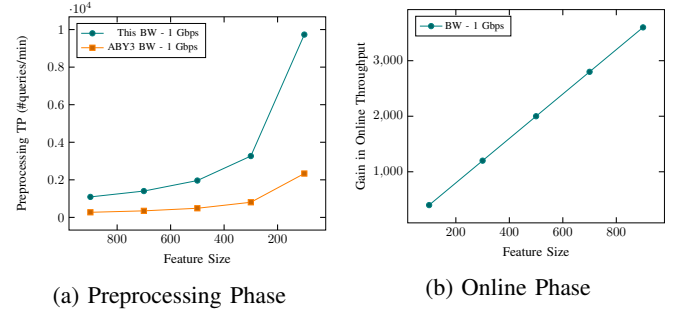 ·10⁴
This BW - 1 Gbps
ABY3 BW - 1 Gbps
Preprocessing TP (#queries/min)
1
0.8
0.6
0.4
0.2
0
800 600 400 200
Feature Size
(a) Preprocessing Phase
BW - 1 Gbps
Gain in Online Throughput
3,000
2,000
1,000
200 400 600 800
Feature Size
(b) Online Phase